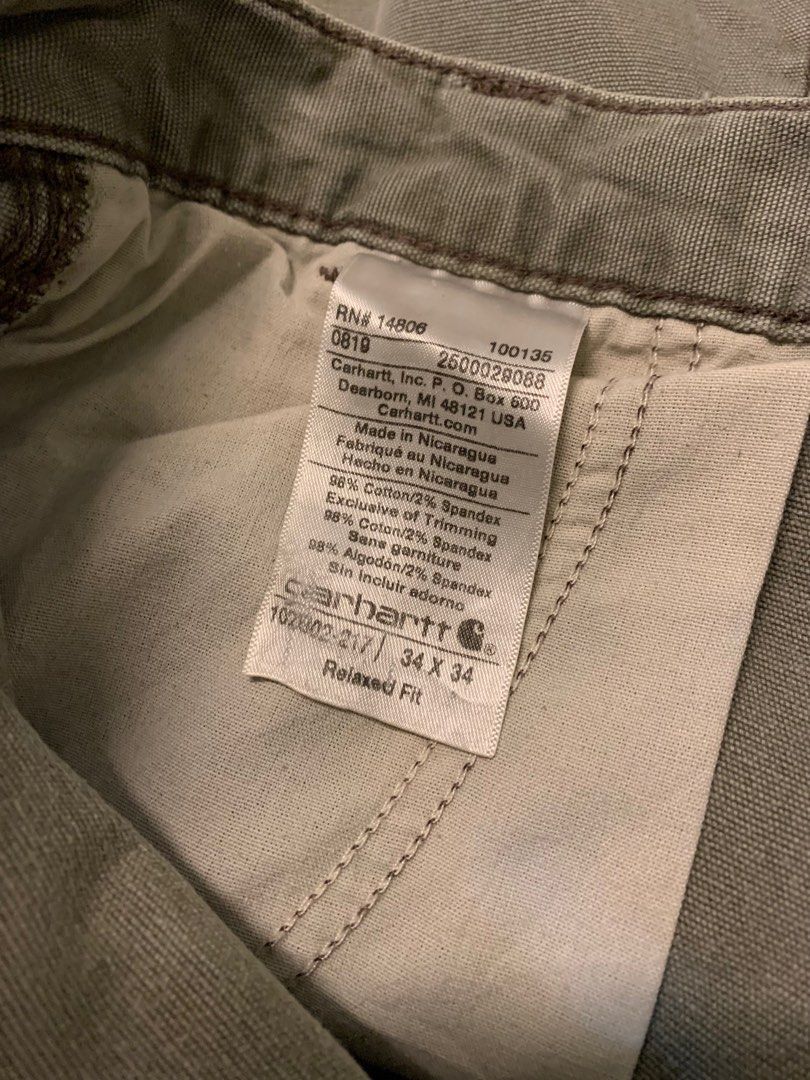 RN# 14806 100135
0819 2500029088
Carhartt, Inc. P. O. Box 600
Dearborn, MI 48121 USA
Carhartt.com
Made in Nicaragua
Fabriqué au Nicaragua
Hecho en Nicaragua
98% Cotton/2% Spandex
Exclusive of Trimming
98% Coton/2% Spandex
Sans garniture
98% Algodón/2% Spandex
Sin incluir adorno
carhartt ®
102802-217 34 X 34
Relaxed Fit